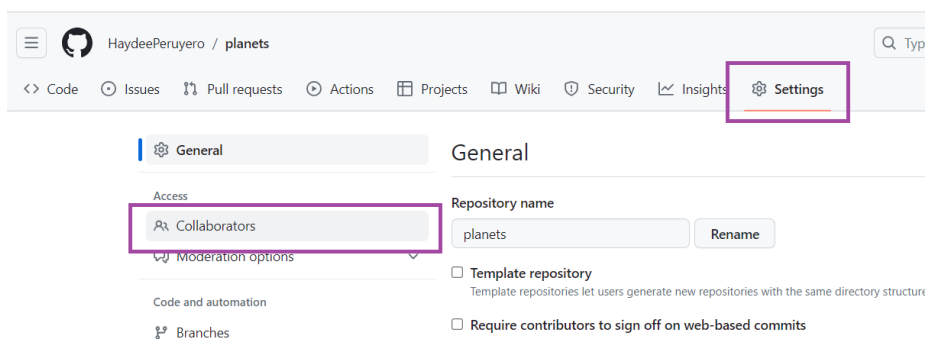 HaydeePeruyero / planets
Typ
Code Issues Pull requests Actions Projects Wiki Security Insights Settings
General
Access
Collaborators
Moderation options
Code and automation
Branches
General
Repository name
planets Rename
Template repository
Template repositories let users generate new repositories with the same directory structure
Require contributors to sign off on web-based commits